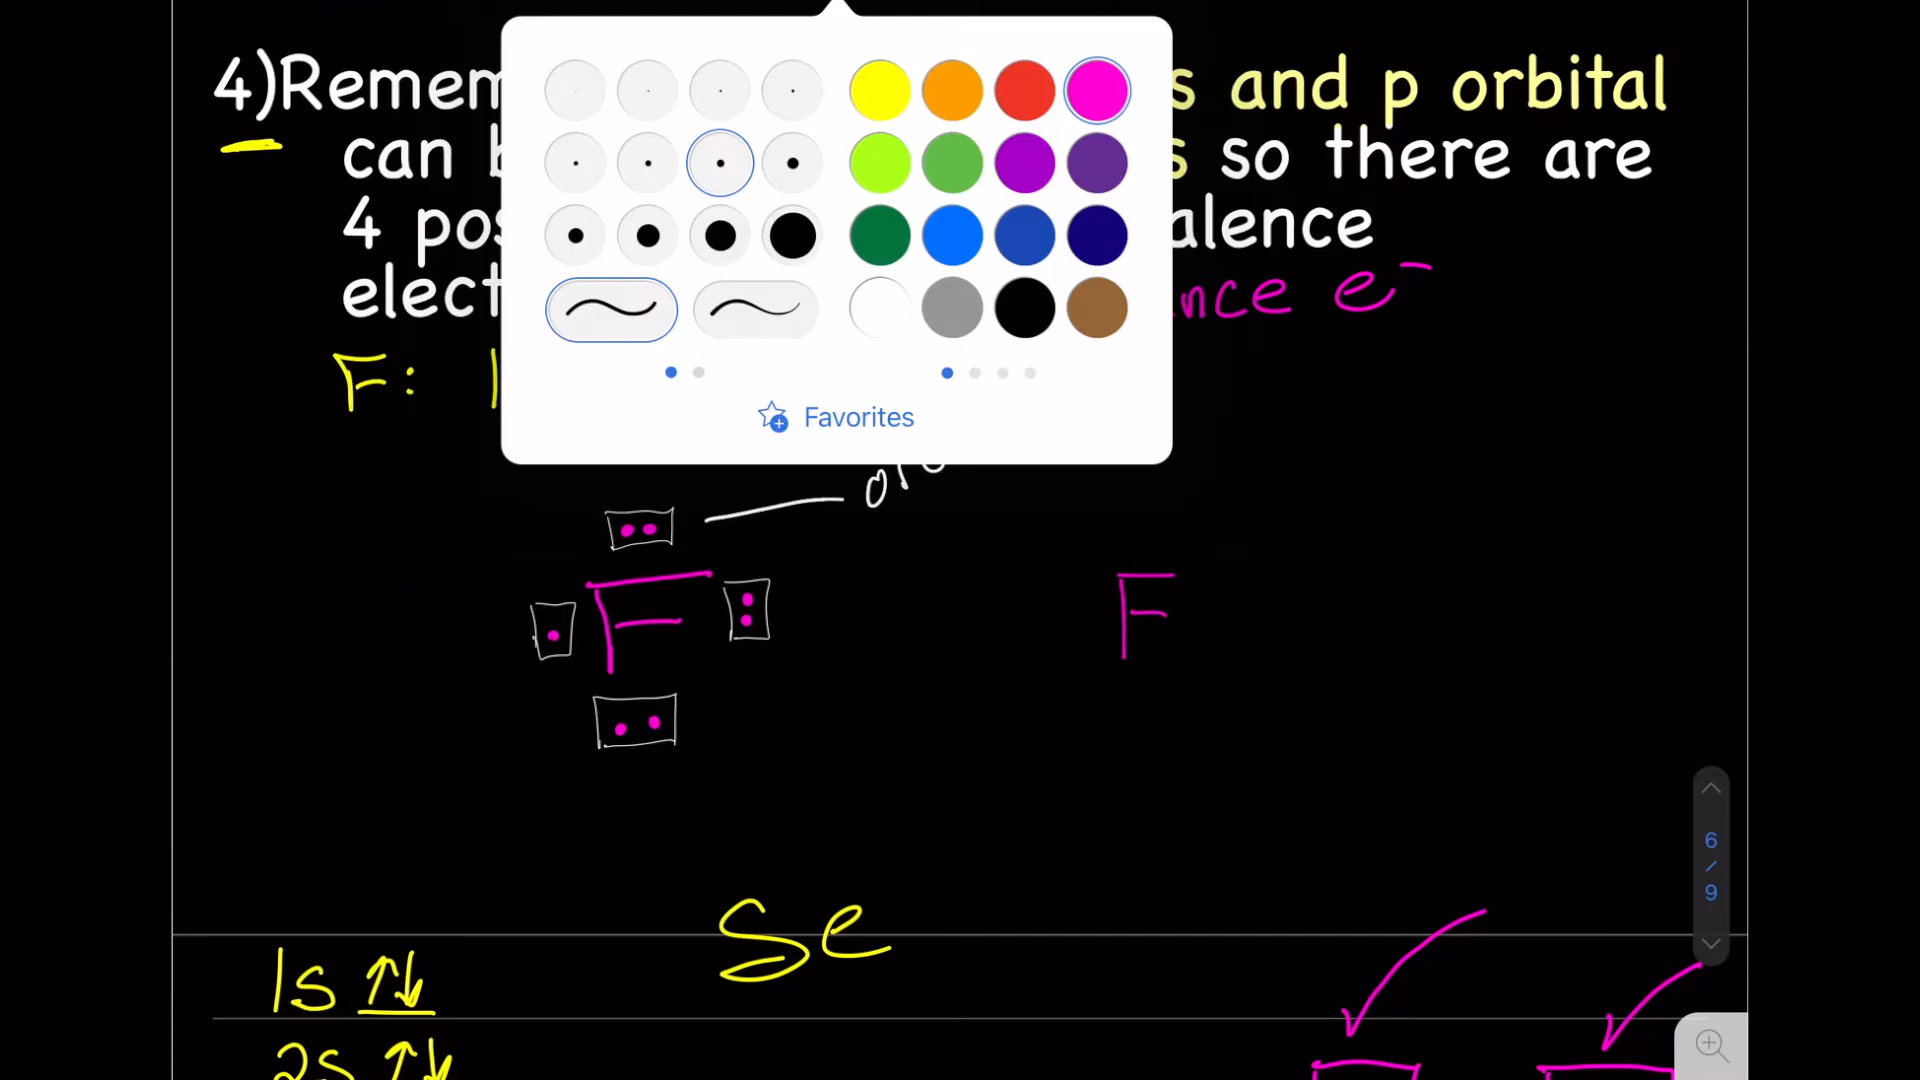 4)Remem s and p orbital
can b s so there are
4 pos alence
elect nce e⁻
F: 1
Favorites
F F
6
/
9
Se
1s ↑↓
2s ↑↓